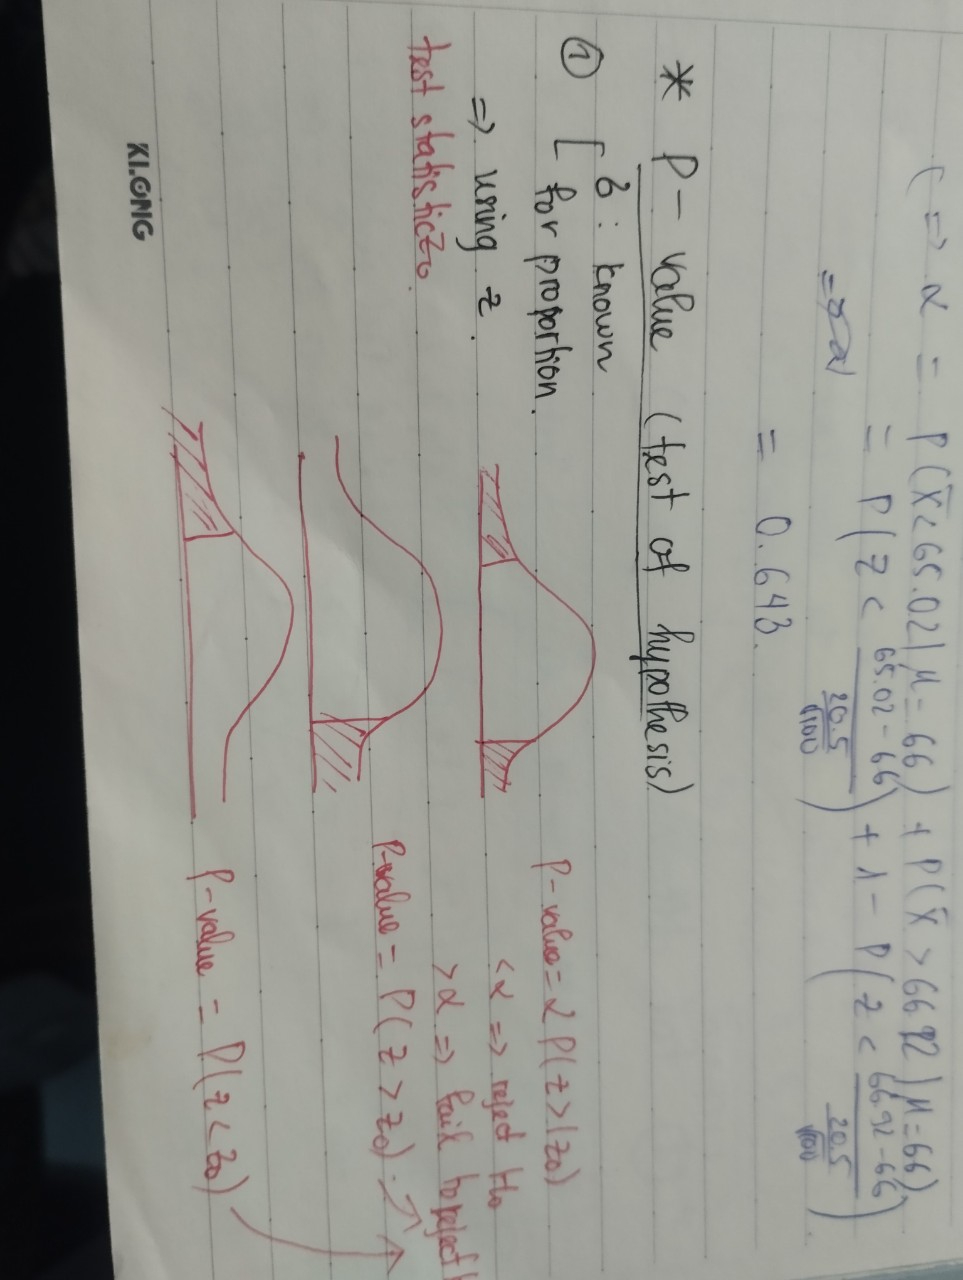 ( => α = P(X̄<65.02 | μ=66) + P(X̄ > 66.92 | μ=66)
= P( z < (65.02-66)/(20.5/√100) ) + 1 - P( z < (66.92-66)/(20.5/√100) )
= 0.643.
* P-value (test of hypothesis)
① [ б: known
for proportion.
=> using z.
test statistic z₀.
P-value = 2 P(z > |z₀|)
< α => reject H₀
> α => fail to reject H
P-value = P(z > z₀).
P-value = P(z < z₀)
KLONG